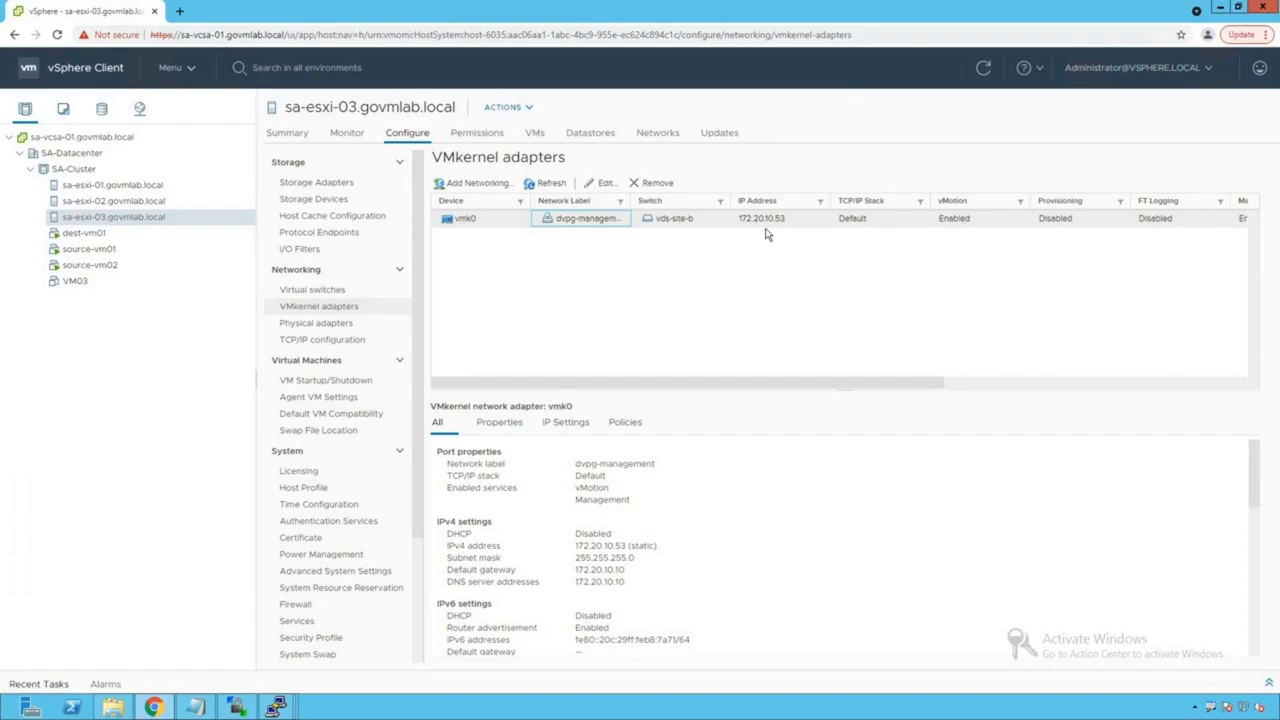 vSphere - sa-esxi-03.govmlab.local
Not secure | https://sa-vcsa-01.govmlab.local/ui/app/host;nav=h/urn:vmomi:HostSystem:host-6035:aac06aa1-1abc-4bc9-955e-ec624c894c1c/configure/networking/vmkernel-adapters
Update
vm vSphere Client Menu Search in all environments Administrator@VSPHERE.LOCAL
sa-vcsa-01.govmlab.local
SA-Datacenter
SA-Cluster
sa-esxi-01.govmlab.local
sa-esxi-02.govmlab.local
sa-esxi-03.govmlab.local
dest-vm01
source-vm01
source-vm02
VM03
sa-esxi-03.govmlab.local ACTIONS
Summary Monitor Configure Permissions VMs Datastores Networks Updates
Storage
Storage Adapters
Storage Devices
Host Cache Configuration
Protocol Endpoints
I/O Filters
Networking
Virtual switches
VMkernel adapters
Physical adapters
TCP/IP configuration
Virtual Machines
VM Startup/Shutdown
Agent VM Settings
Default VM Compatibility
Swap File Location
System
Licensing
Host Profile
Time Configuration
Authentication Services
Certificate
Power Management
Advanced System Settings
System Resource Reservation
Firewall
Services
Security Profile
System Swap
VMkernel adapters
Add Networking... Refresh Edit... Remove
Device Network Label Switch IP Address TCP/IP Stack vMotion Provisioning FT Logging Ma
vmk0 dvpg-managem... vds-site-b 172.20.10.53 Default Enabled Disabled Disabled Er
VMkernel network adapter: vmk0
All Properties IP Settings Policies
Port properties
Network label dvpg-management
TCP/IP stack Default
Enabled services vMotion
Management
IPv4 settings
DHCP Disabled
IPv4 address 172.20.10.53 (static)
Subnet mask 255.255.255.0
Default gateway 172.20.10.10
DNS server addresses 172.20.10.10
IPv6 settings
DHCP Disabled
Router advertisement Enabled
IPv6 addresses fe80::20c:29ff:feb8:7a71/64
Default gateway --
Activate Windows
Go to Action Center to activate Windows.
Recent Tasks Alarms